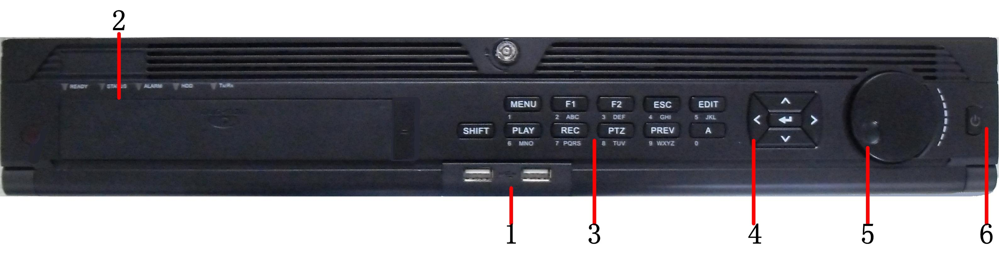 2
READY STATUS ALARM HDD Tx/Rx
MENU F1 F2 ESC EDIT
1 2 ABC 3 DEF 4 GHI 5 JKL
SHIFT PLAY REC PTZ PREV A
6 MNO 7 PQRS 8 TUV 9 WXYZ 0
1 3 4 5 6